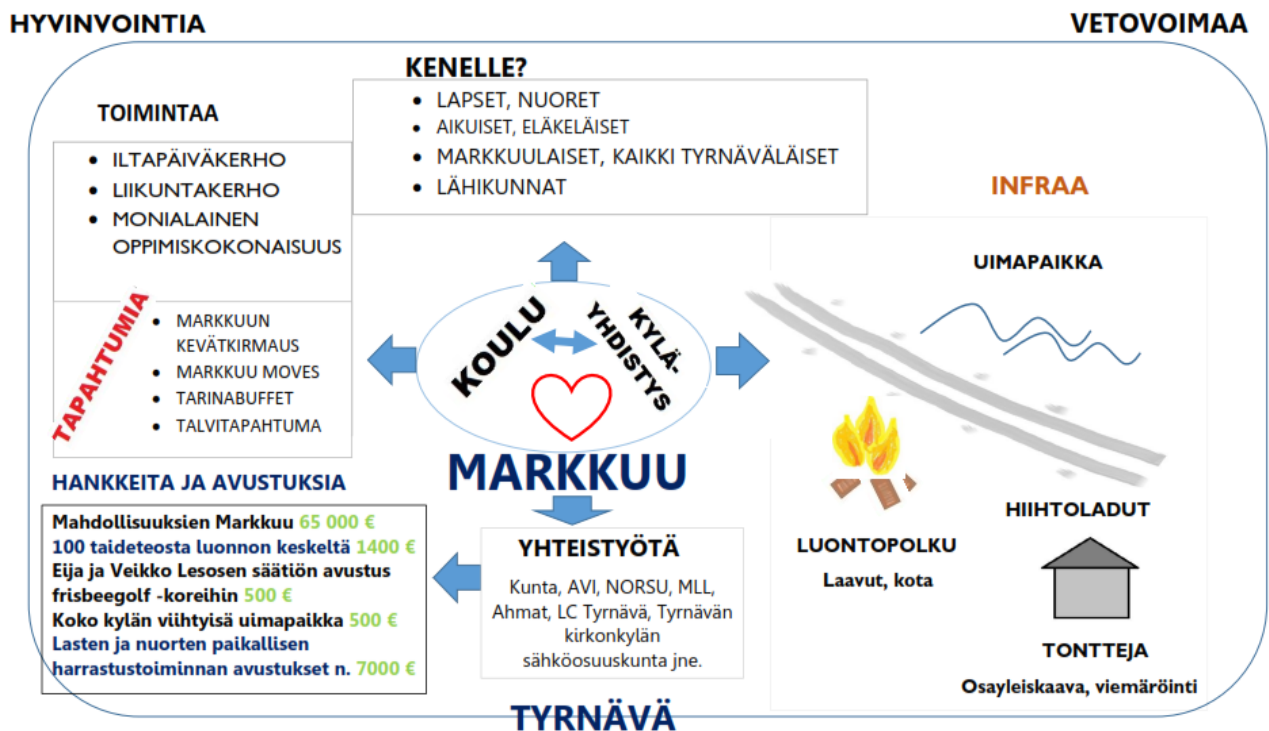 HYVINVOINTIA
VETOVOIMAA
KENELLE?
• LAPSET, NUORET
• AIKUISET, ELÄKELÄISET
• MARKKUULAISET, KAIKKI TYRNÄVÄLÄISET
• LÄHIKUNNAT
TOIMINTAA
• ILTAPÄIVÄKERHO
• LIIKUNTAKERHO
• MONIALAINEN
OPPIMISKOKONAISUUS
TAPAHTUMIA
• MARKKUUN
KEVÄTKIRMAUS
• MARKKUU MOVES
• TARINABUFFET
• TALVITAPAHTUMA
KOULU
KYLÄ-
YHDISTYS
MARKKUU
INFRAA
UIMAPAIKKA
HIIHTOLADUT
LUONTOPOLKU
Laavut, kota
TONTTEJA
Osayleiskaava, viemäröinti
HANKKEITA JA AVUSTUKSIA
Mahdollisuuksien Markkuu 65 000 €
100 taideteosta luonnon keskeltä 1400 €
Eija ja Veikko Lesosen säätiön avustus
frisbeegolf -koreihin 500 €
Koko kylän viihtyisä uimapaikka 500 €
Lasten ja nuorten paikallisen
harrastustoiminnan avustukset n. 7000 €
YHTEISTYÖTÄ
Kunta, AVI, NORSU, MLL,
Ahmat, LC Tyrnävä, Tyrnävän
kirkonkylän
sähköosuuskunta jne.
TYRNÄVÄ